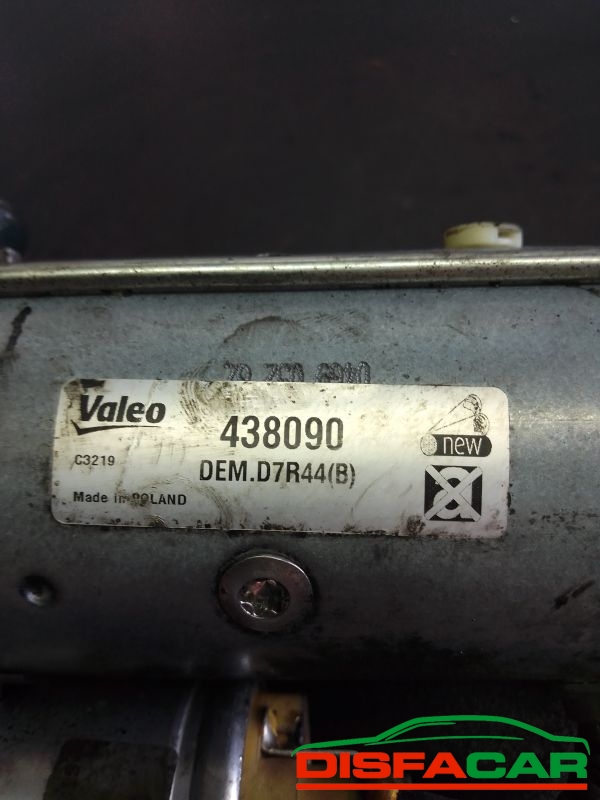 Valeo
438090
new
C3219
DEM.D7R44(B)
Made in POLAND
DISFACAR